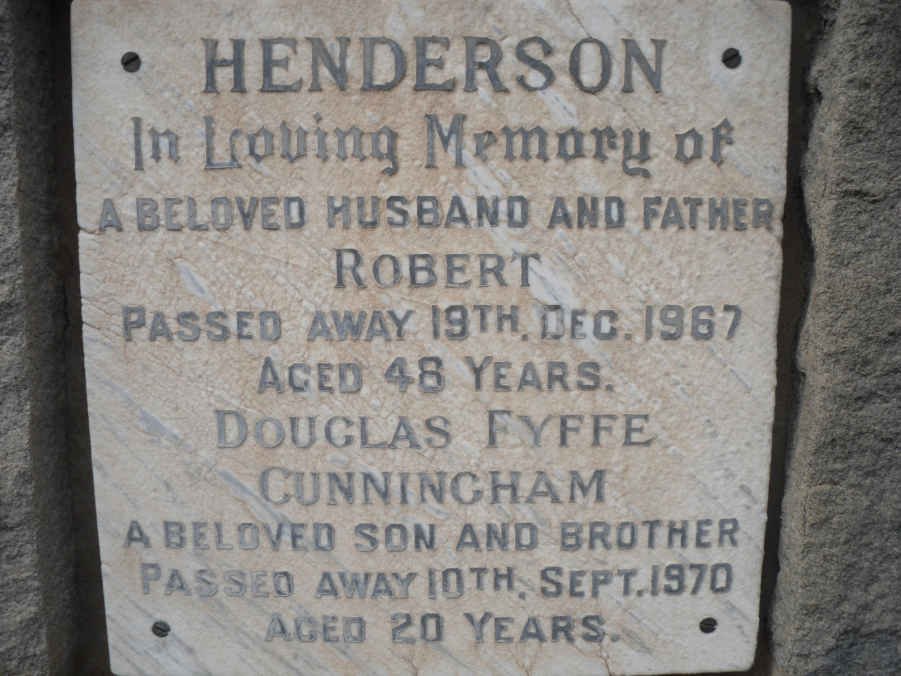 HENDERSON
In Loving Memory of
A BELOVED HUSBAND AND FATHER
ROBERT
PASSED AWAY 19TH. DEC. 1967
AGED 48 YEARS.
DOUGLAS FYFFE
CUNNINGHAM
A BELOVED SON AND BROTHER
PASSED AWAY 10TH. SEPT. 1970
AGED 20 YEARS.